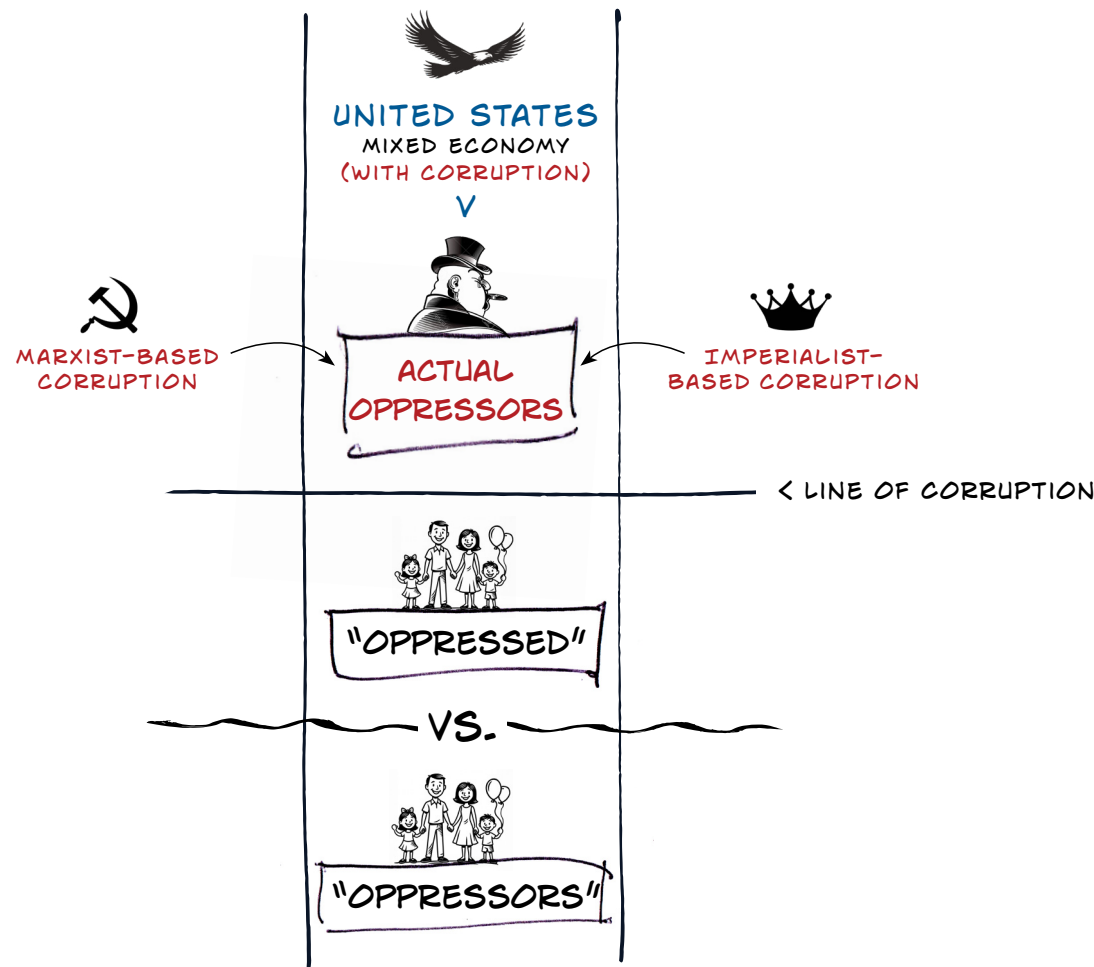 UNITED STATES
MIXED ECONOMY
(WITH CORRUPTION)
V
MARXIST-BASED
CORRUPTION
ACTUAL
OPPRESSORS
IMPERIALIST-
BASED CORRUPTION
< LINE OF CORRUPTION
"OPPRESSED"
VS.
"OPPRESSORS"